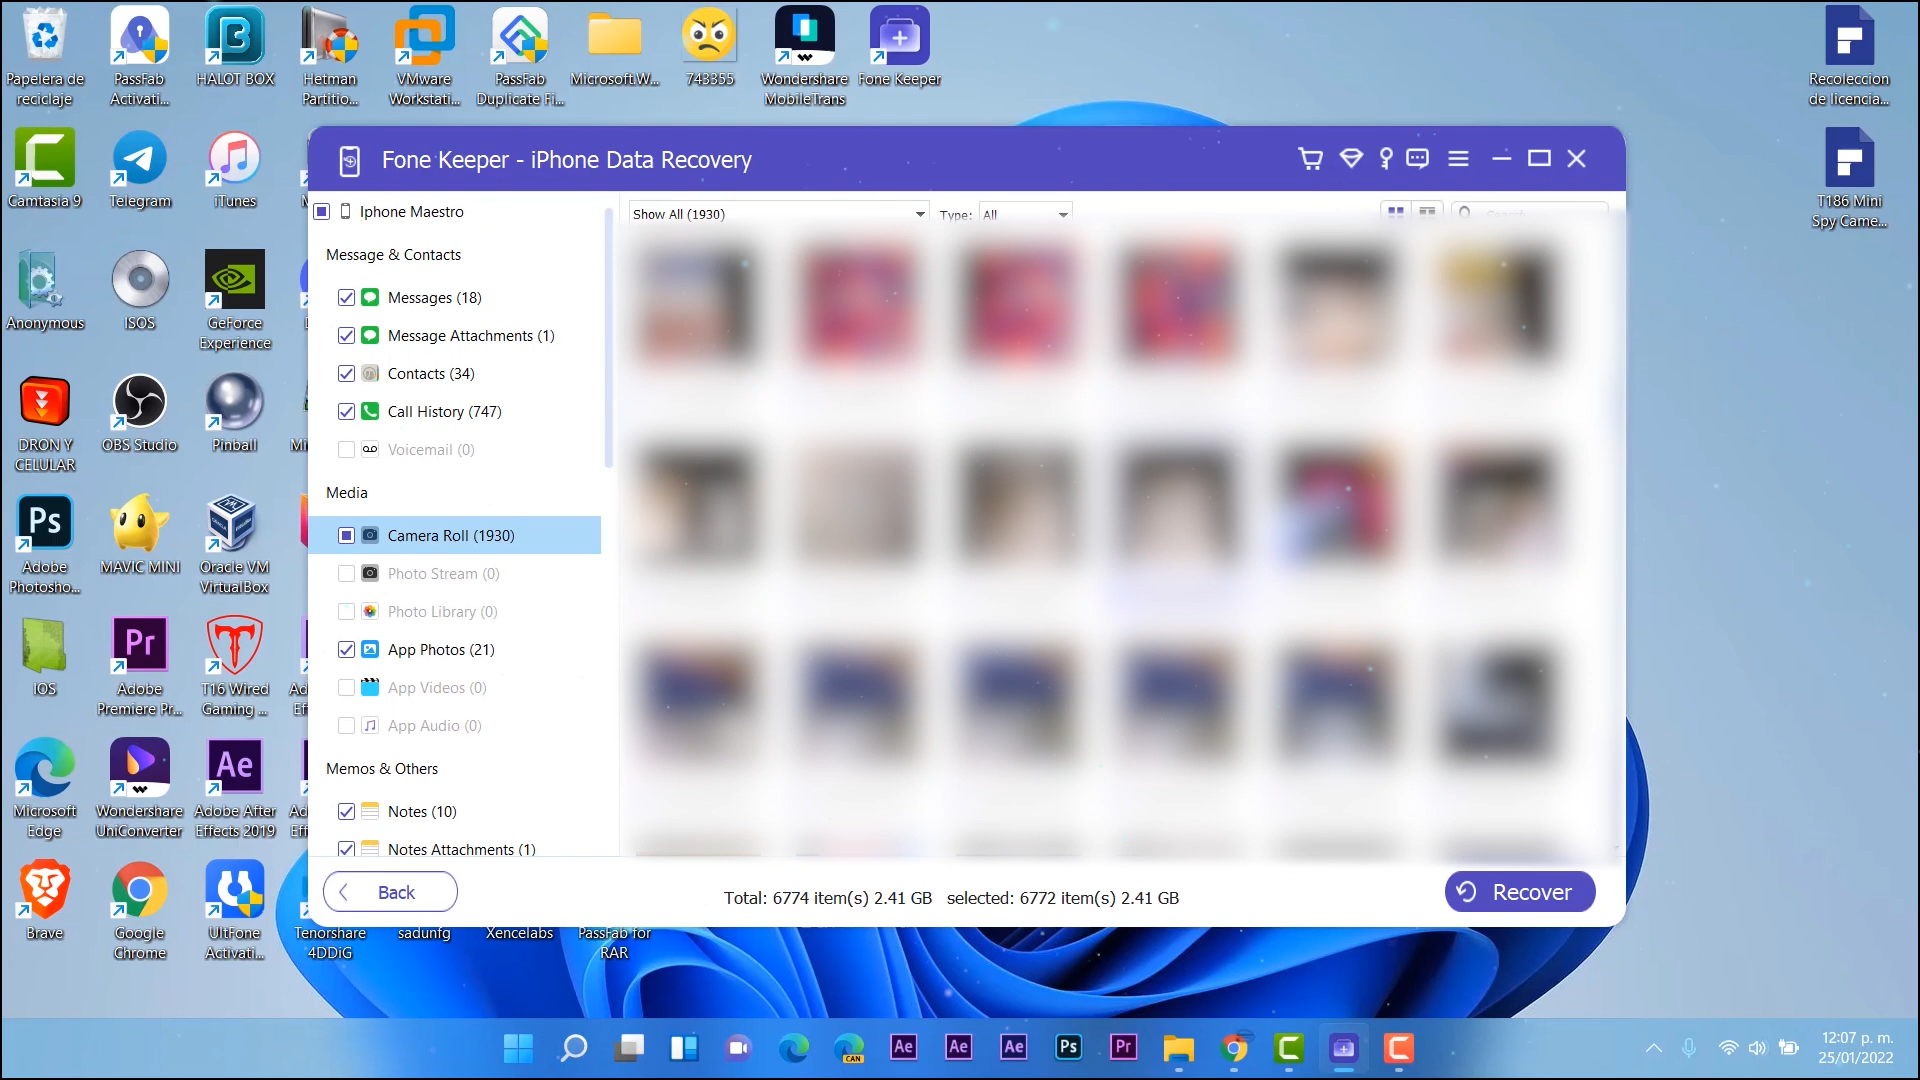 Papelera de
reciclaje
PassFab
Activati...
HALOT BOX
Hetman
Partitio...
VMware
Workstati...
PassFab
Duplicate Fi...
Microsoft.W...
743355
Wondershare
MobileTrans
Fone Keeper
Recoleccion
de licencia...
Camtasia 9
Telegram
iTunes
T186 Mini
Spy Came...
Anonymous
ISOS
GeForce
Experience
DRON Y
CELULAR
OBS Studio
Pinball
Adobe
Photosho...
MAVIC MINI
Oracle VM
VirtualBox
IOS
Adobe
Premiere Pr...
T16 Wired
Gaming ...
Microsoft
Edge
Wondershare
UniConverter
Adobe After
Effects 2019
Brave
Google
Chrome
UltFone
Activati...
Tenorshare
4DDiG
sadunfg
Xencelabs
PassFab for
RAR
Fone Keeper - iPhone Data Recovery
Iphone Maestro
Show All (1930)
Type:
All
Message & Contacts
Messages (18)
Message Attachments (1)
Contacts (34)
Call History (747)
Voicemail (0)
Media
Camera Roll (1930)
Photo Stream (0)
Photo Library (0)
App Photos (21)
App Videos (0)
App Audio (0)
Memos & Others
Notes (10)
Notes Attachments (1)
Back
Total: 6774 item(s) 2.41 GB selected: 6772 item(s) 2.41 GB
Recover
12:07 p. m.
25/01/2022